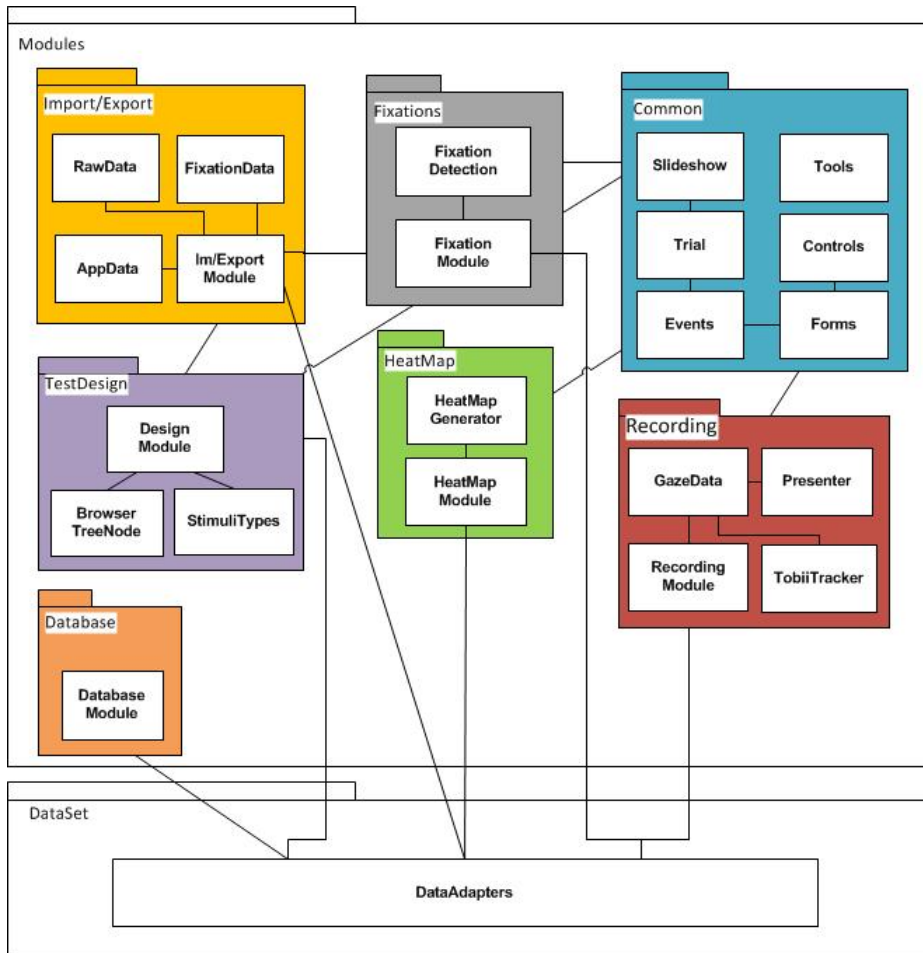 Modules
Import/Export
RawData
FixationData
AppData
Im/Export
Module
Fixations
Fixation
Detection
Fixation
Module
Common
Slideshow
Tools
Trial
Controls
Events
Forms
TestDesign
Design
Module
Browser
TreeNode
StimuliTypes
HeatMap
HeatMap
Generator
HeatMap
Module
Recording
GazeData
Presenter
Recording
Module
TobiiTracker
Database
Database
Module
DataSet
DataAdapters